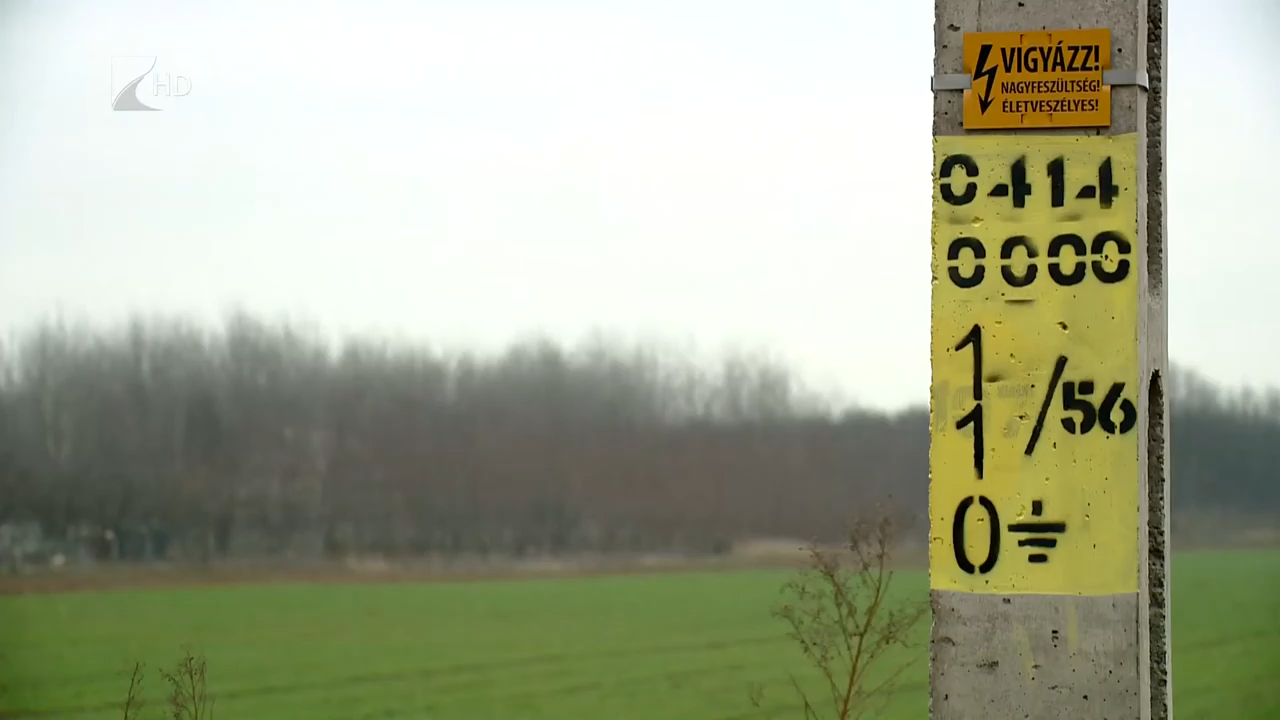 HD
VIGYÁZZ!
NAGYFESZÜLTSÉG!
ÉLETVESZÉLYES!
0414
0000
1
1 /56
0⏚